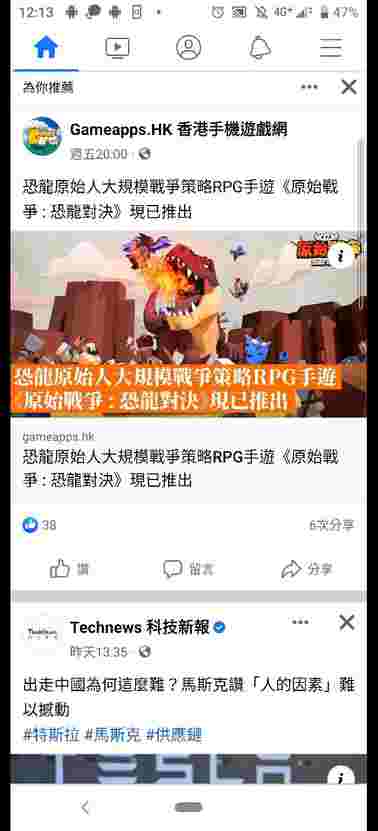 12:13
4G+
47%
為你推薦
Gameapps.HK 香港手機遊戲網
週五20:00
恐龍原始人大規模戰爭策略RPG手遊《原始戰
爭：恐龍對決》現已推出
恐龍原始人大規模戰爭策略RPG手遊
《原始戰爭：恐龍對決》現已推出
gameapps.hk
恐龍原始人大規模戰爭策略RPG手遊《原始戰
爭：恐龍對決》現已推出
38
6次分享
讚
留言
分享
Technews 科技新報
昨天13:35
出走中國為何這麼難？馬斯克讚「人的因素」難
以撼動
#特斯拉 #馬斯克 #供應鏈
TESLA